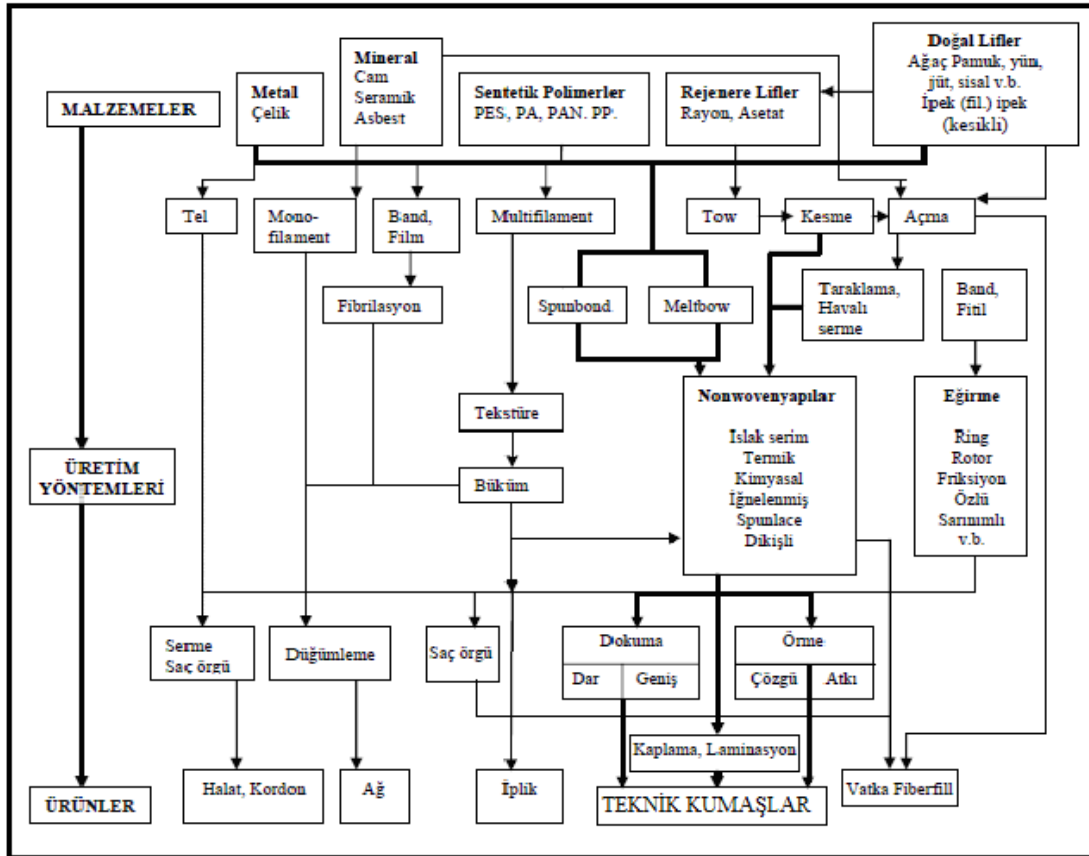 MALZEMELER
Metal
Çelik
Mineral
Cam
Seramik
Asbest
Sentetik Polimerler
PES, PA, PAN. PP.
Rejenere Lifler
Rayon, Asetat
Doğal Lifler
Ağaç Pamuk, yün,
jüt, sisal v.b.
İpek (fil.) ipek
(kesikli)
Tel
Mono-
filament
Band,
Film
Multifilament
Tow
Kesme
Açma
Fibrilasyon
Spunbond
Meltbow
Taraklama,
Havalı
serme
Band,
Fitil
Tekstüre
Büküm
Nonwovenyapılar
Islak serim
Termik
Kimyasal
İğnelenmiş
Spunlace
Dikişli
Eğirme
Ring
Rotor
Friksiyon
Özlü
Sarınımlı
v.b.
ÜRETİM
YÖNTEMLERİ
Serme
Saç örgü
Düğümleme
Saç örgü
Dokuma
Dar Geniş
Örme
Çözgü Atkı
Kaplama, Laminasyon
ÜRÜNLER
Halat, Kordon
Ağ
İplik
TEKNİK KUMAŞLAR
Vatka Fiberfill